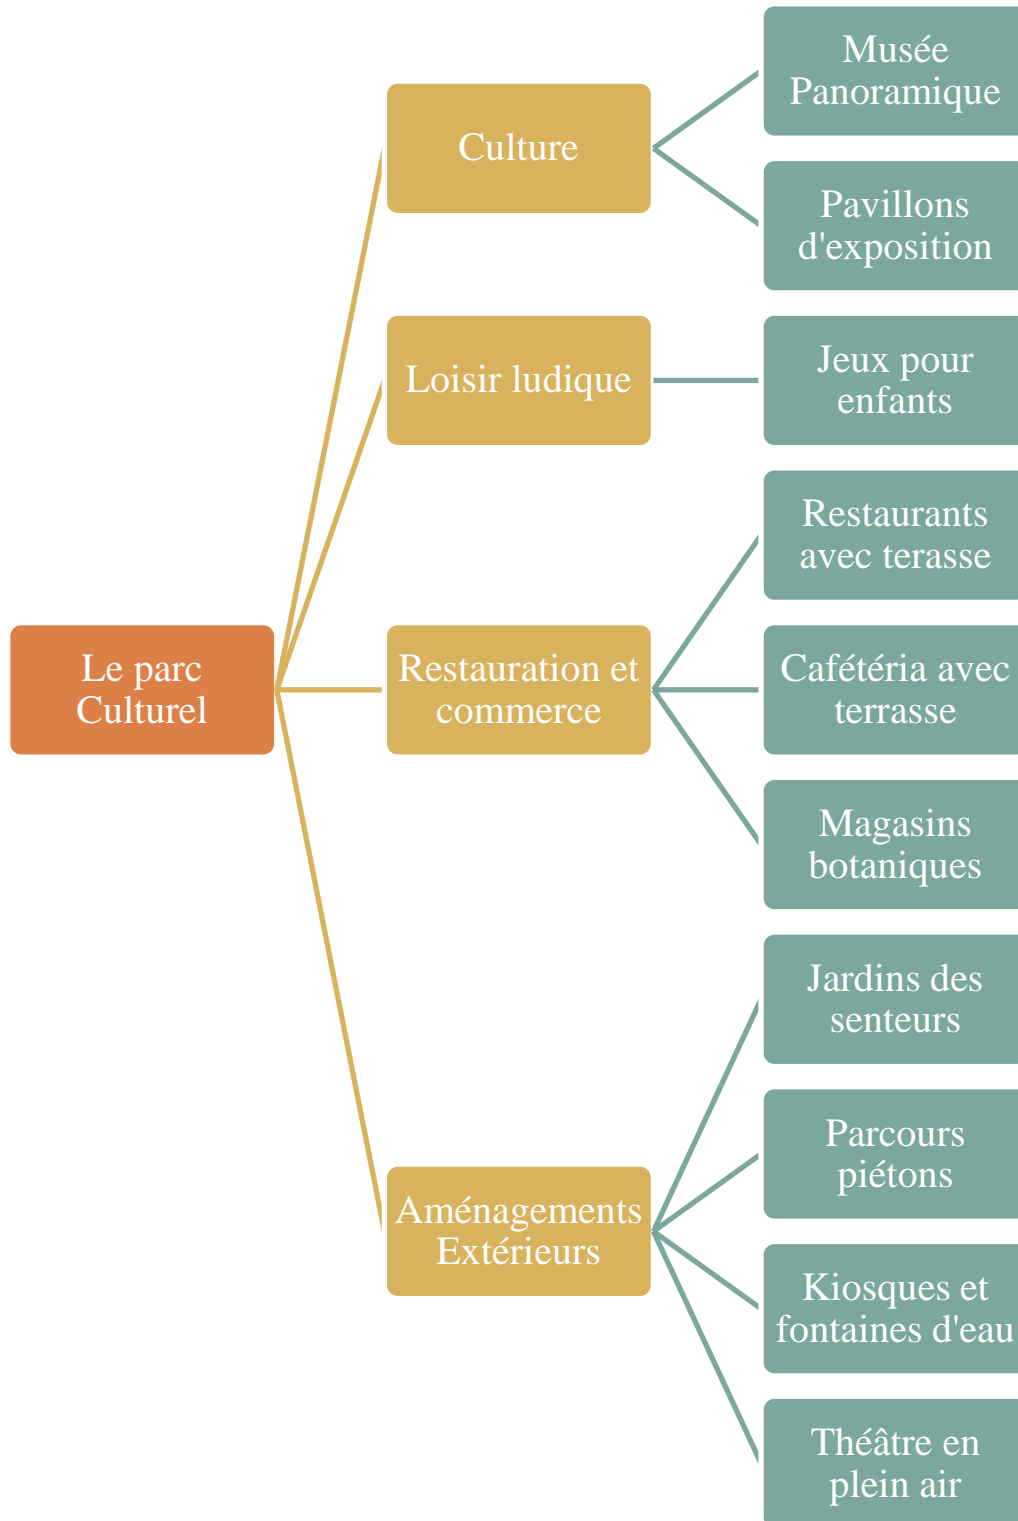 Le parc
Culturel
Culture
Musée
Panoramique
Pavillons
d'exposition
Loisir ludique
Jeux pour
enfants
Restauration et
commerce
Restaurants
avec terasse
Cafétéria avec
terrasse
Magasins
botaniques
Aménagements
Extérieurs
Jardins des
senteurs
Parcours
piétons
Kiosques et
fontaines d'eau
Théâtre en
plein air